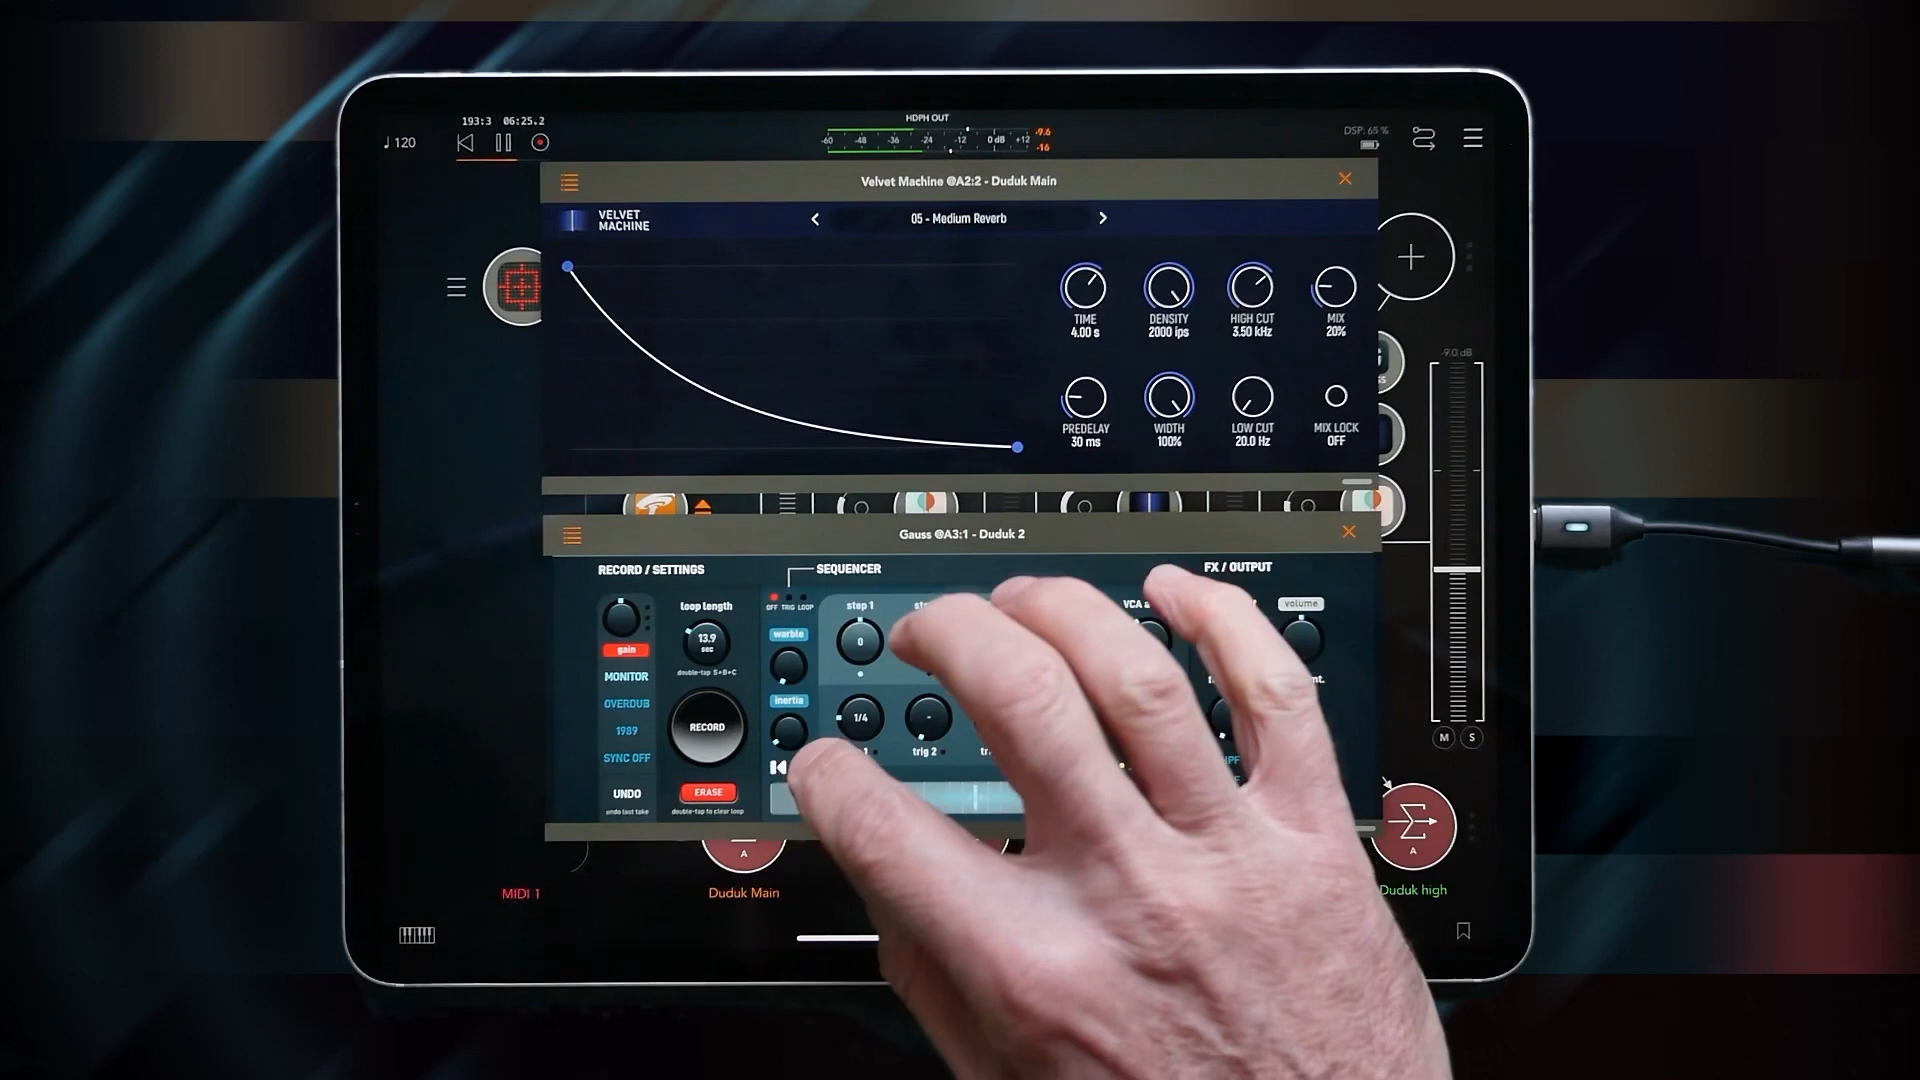 193:3 06:25.2
120
HDPH OUT
-60 -48 -36 -24 -12 0 dB +12
-9.6
-16
DSP: 65 %
Velvet Machine @A2:2 - Duduk Main
VELVET
MACHINE
05 - Medium Reverb
TIME
4.00 s
DENSITY
2000 ips
HIGH CUT
3.50 kHz
MIX
20%
PREDELAY
30 ms
WIDTH
100%
LOW CUT
20.0 Hz
MIX LOCK
OFF
-9.0 dB
Gauss @A3:1 - Duduk 2
RECORD / SETTINGS
SEQUENCER
FX / OUTPUT
loop length
OFF TRIG LOOP
step 1
VCA
volume
13.9
sec
warble
0
gain
double-tap S+B+C
MONITOR
inertia
OVERDUB
RECORD
1/4
-
1989
trig 2
SYNC OFF
UNDO
undo last take
ERASE
double-tap to clear loop
M S
A
A
MIDI 1
Duduk Main
Duduk high